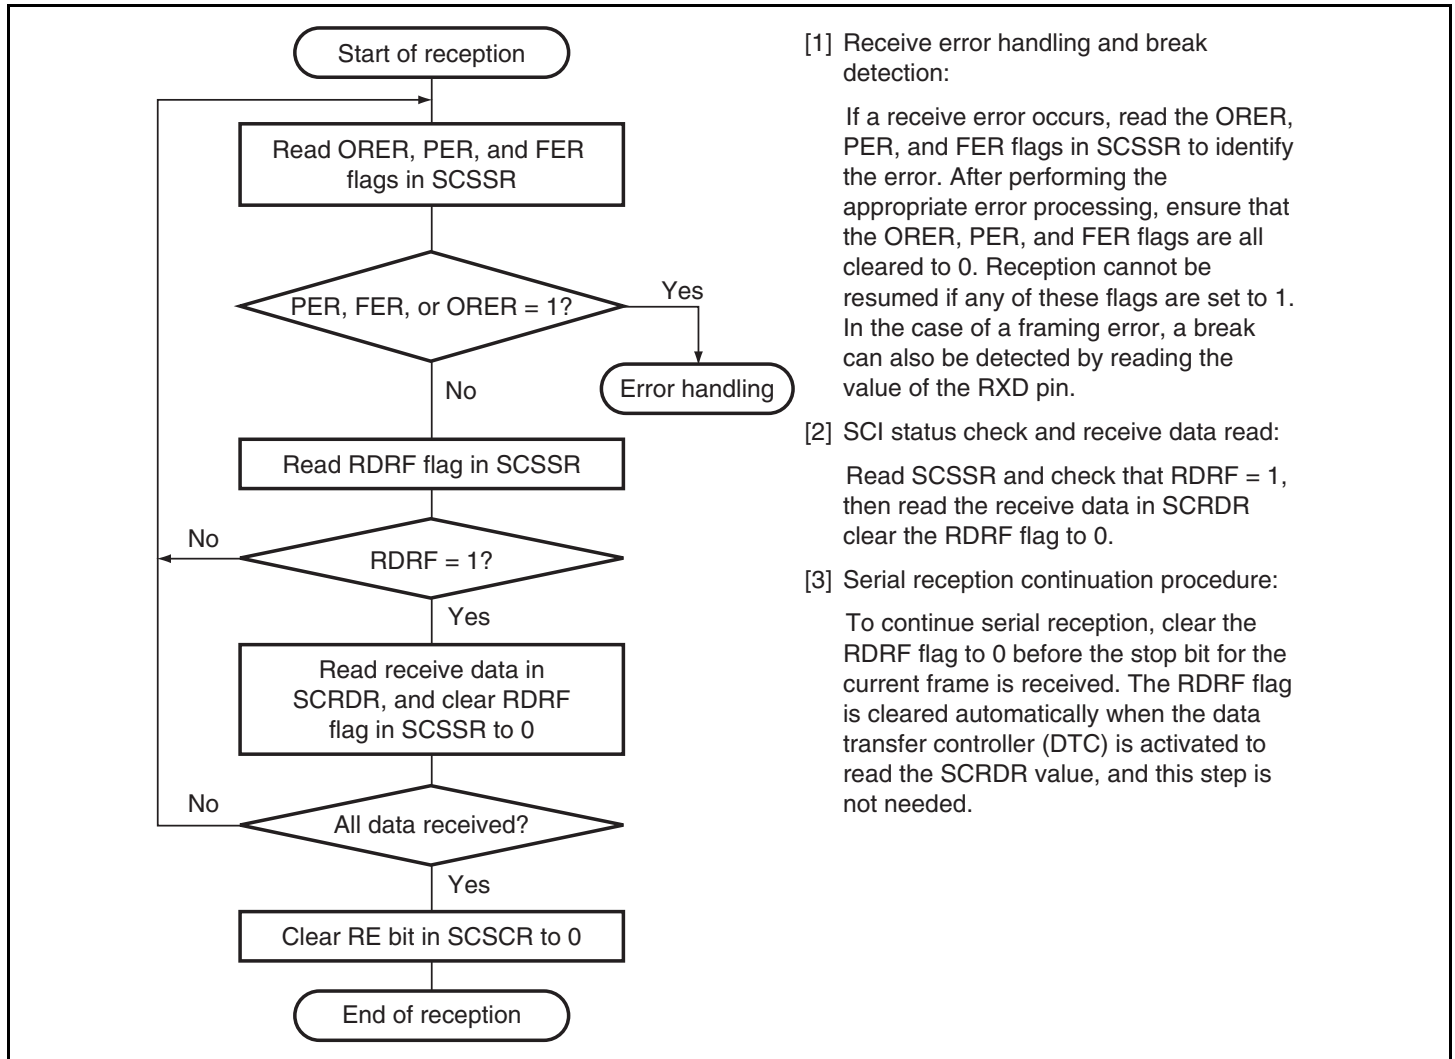 Start of reception
Read ORER, PER, and FER
flags in SCSSR
PER, FER, or ORER = 1?
Yes
Error handling
No
Read RDRF flag in SCSSR
No
RDRF = 1?
Yes
Read receive data in
SCRDR, and clear RDRF
flag in SCSSR to 0
No
All data received?
Yes
Clear RE bit in SCSCR to 0
End of reception
[1] Receive error handling and break
detection:
If a receive error occurs, read the ORER,
PER, and FER flags in SCSSR to identify
the error. After performing the
appropriate error processing, ensure that
the ORER, PER, and FER flags are all
cleared to 0. Reception cannot be
resumed if any of these flags are set to 1.
In the case of a framing error, a break
can also be detected by reading the
value of the RXD pin.
[2] SCI status check and receive data read:
Read SCSSR and check that RDRF = 1,
then read the receive data in SCRDR
clear the RDRF flag to 0.
[3] Serial reception continuation procedure:
To continue serial reception, clear the
RDRF flag to 0 before the stop bit for the
current frame is received. The RDRF flag
is cleared automatically when the data
transfer controller (DTC) is activated to
read the SCRDR value, and this step is
not needed.